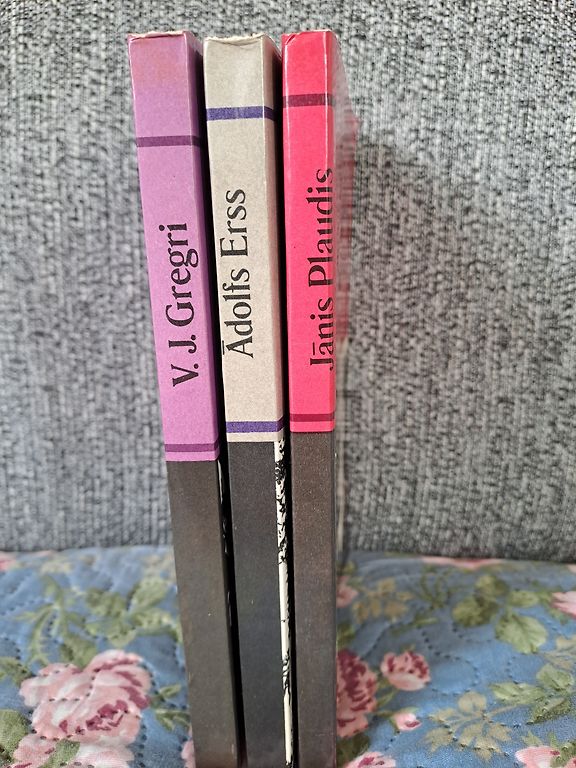 V. J. Gregri
Ādolfs Erss
Jānis Plaudis